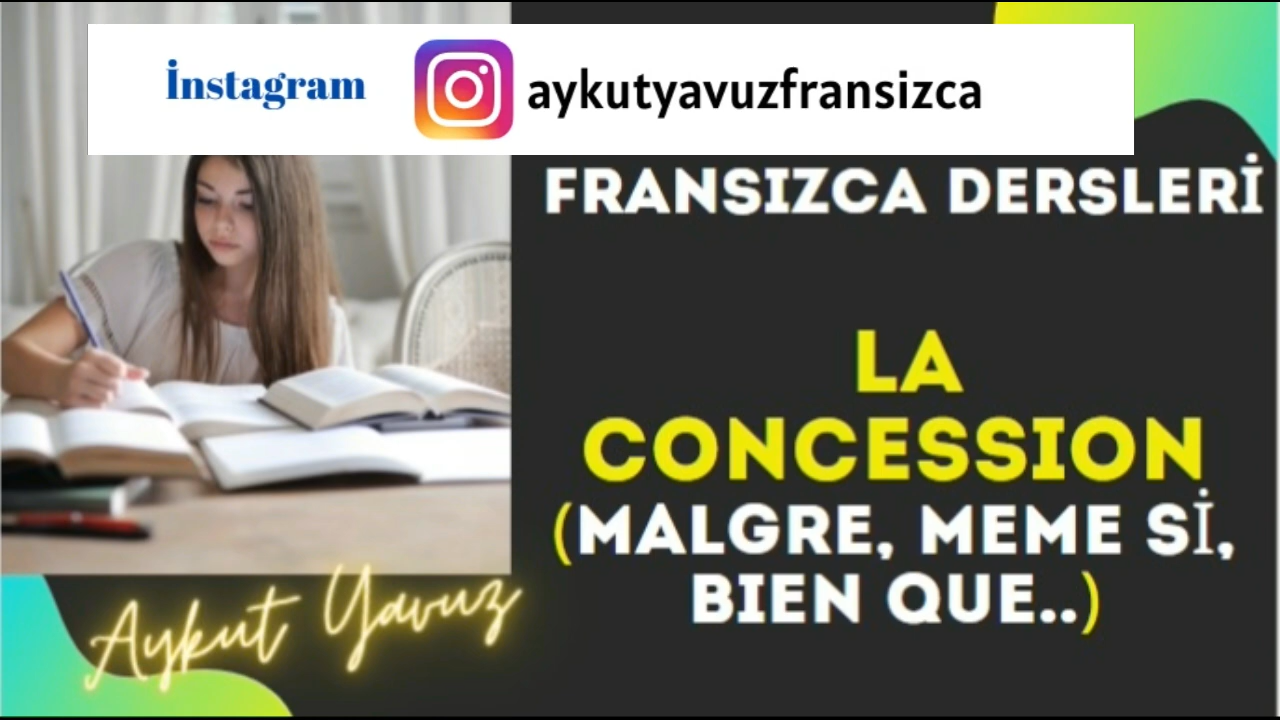 İnstagram aykutyavuzfransizca
FRANSIZCA DERSLERİ
LA
CONCESSION
(MALGRE, MEME Sİ,
BIEN QUE..)
Aykut Yavuz